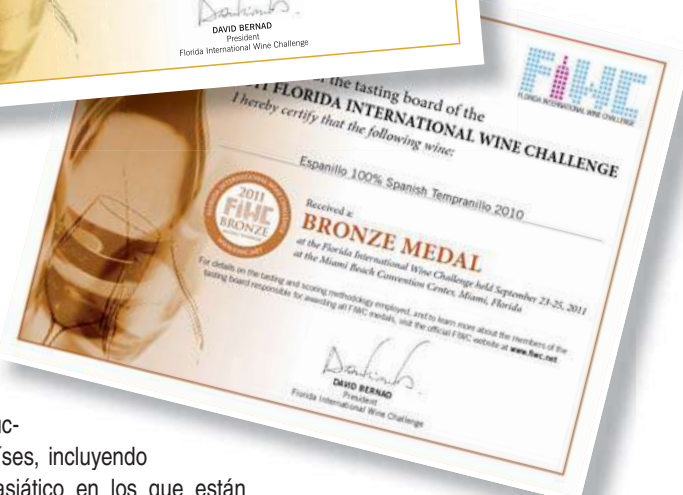 DAVID BERNAD
President
Florida International Wine Challenge
FIWC
FLORIDA INTERNATIONAL WINE CHALLENGE
the tasting board of the
FLORIDA INTERNATIONAL WINE CHALLENGE
I hereby certify that the following wine:
Espanillo 100% Spanish Tempranillo 2010
2011
FIWC
BRONZE
Received a:
BRONZE MEDAL
at the Florida International Wine Challenge held September 23-25, 2011
at the Miami Beach Convention Center, Miami, Florida
For details on the tasting and scoring methodology employed, and to learn more about the members of the
tasting board responsible for awarding all FIWC medals, visit the official FIWC website at www.fiwc.net
DAVID BERNAD
President
Florida International Wine Challenge
uc-
íses, incluyendo
asiático en los que están